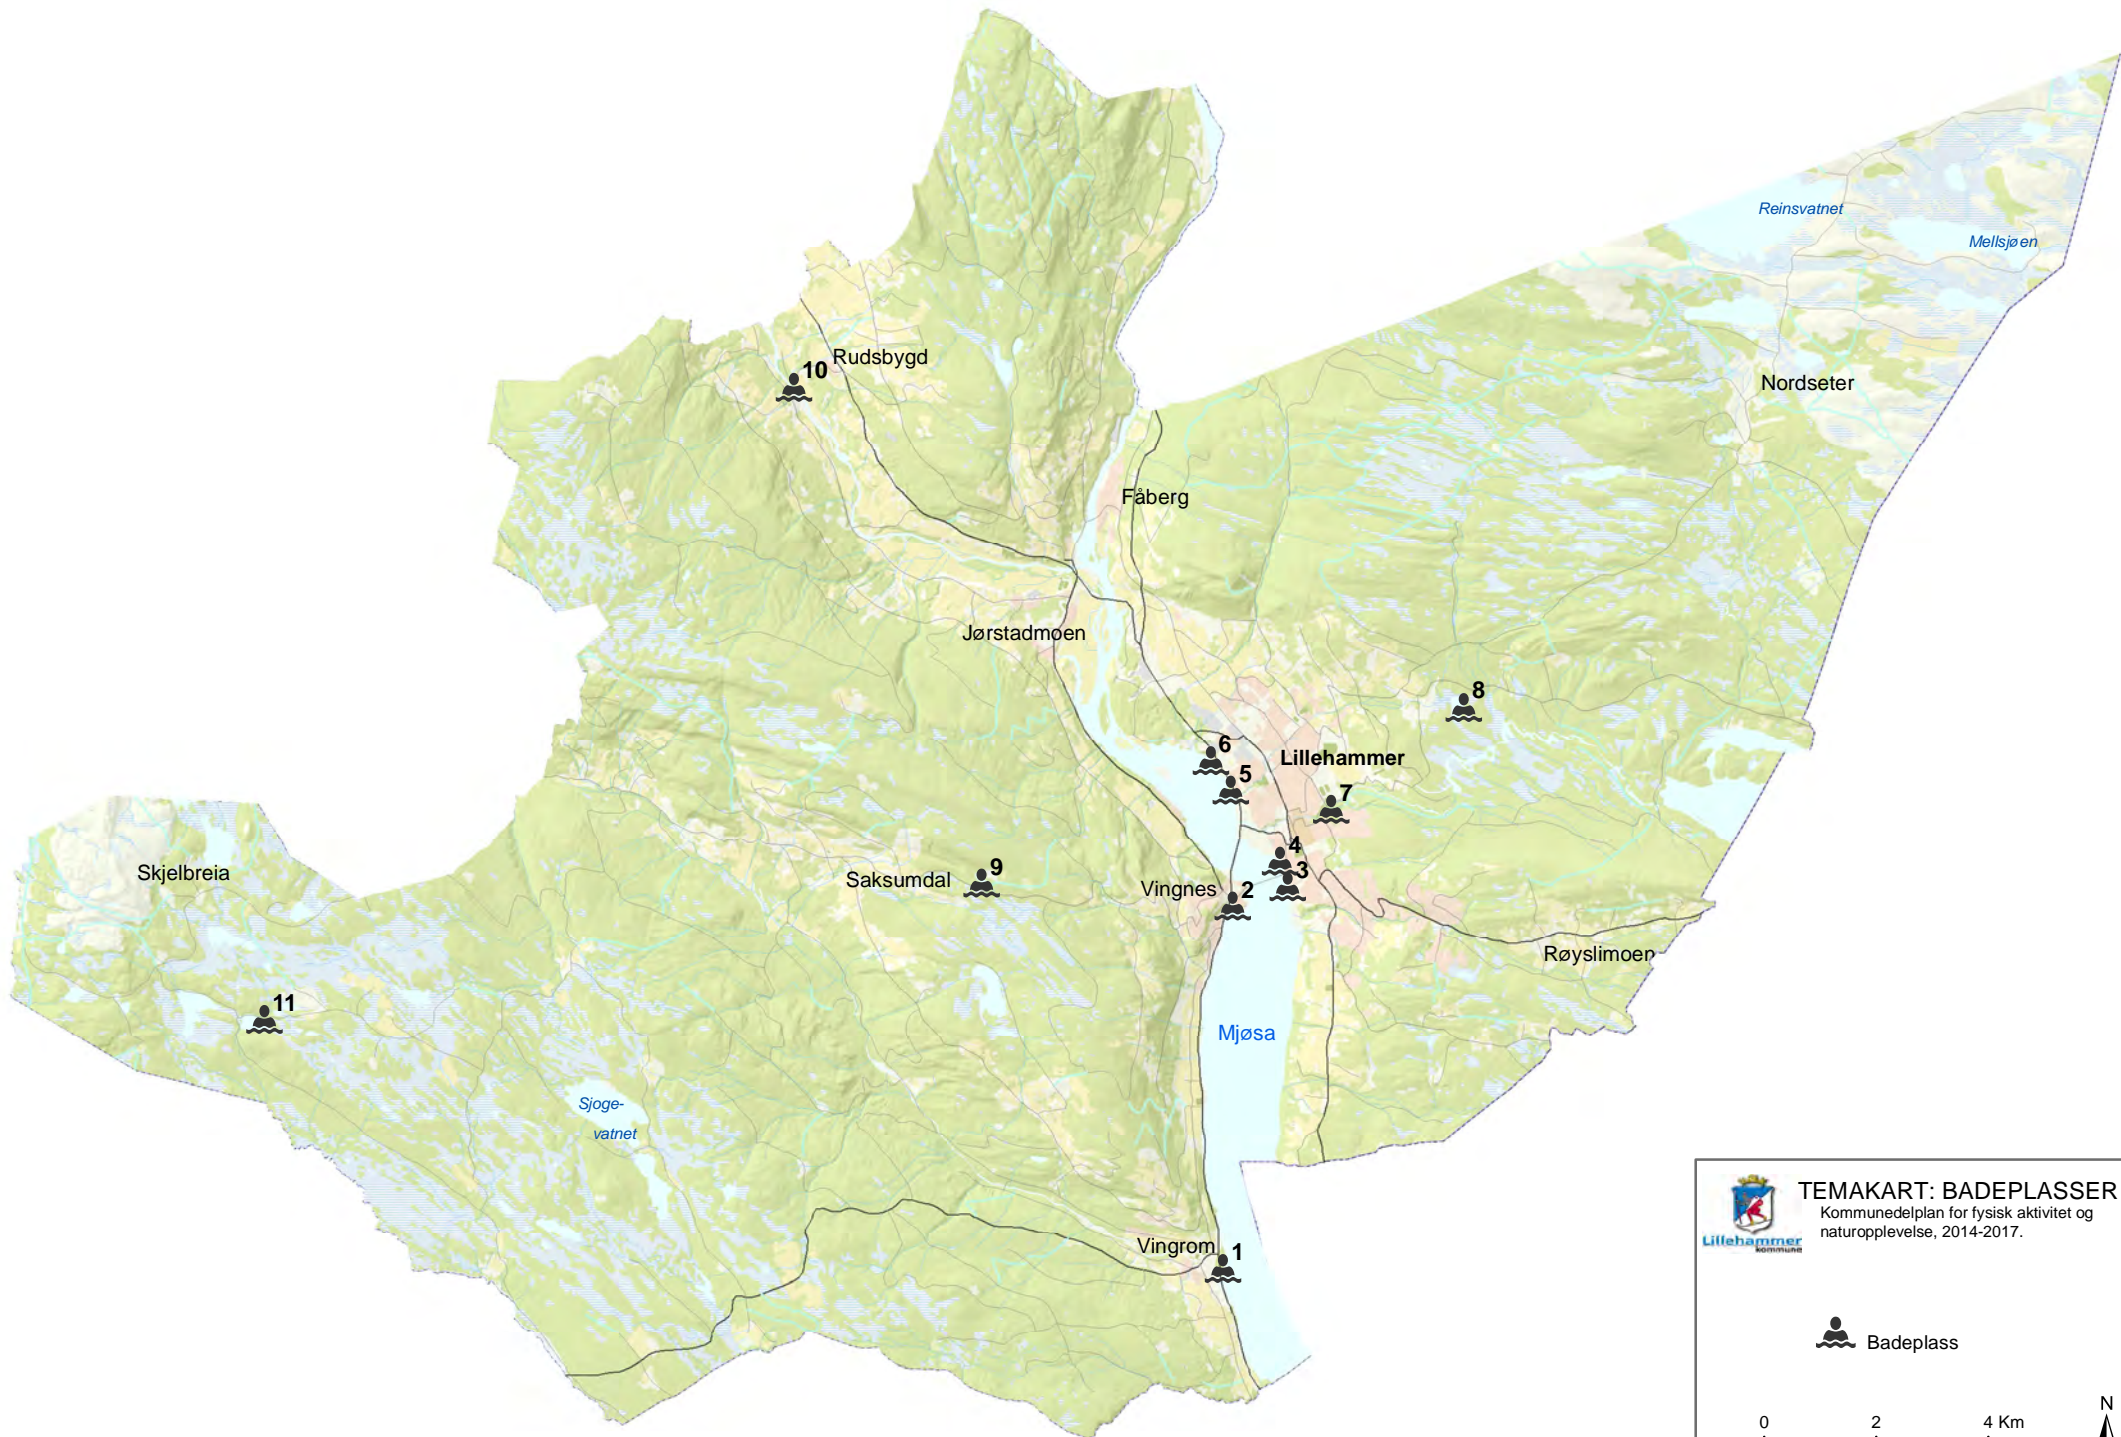 Reinsvatnet
Mellsjøen
Rudsbygd
10
Nordseter
Fåberg
Jørstadmoen
8
6
Lillehammer
5
7
4
3
Skjelbreia
Saksumdal
9
Vingnes
2
Røyslimoen
11
Mjøsa
Sjoge-
vatnet
Vingrom
1
TEMAKART: BADEPLASSER
Kommunedelplan for fysisk aktivitet og
naturopplevelse, 2014-2017.
Lillehammer
kommune
Badeplass
N
0 2 4 Km